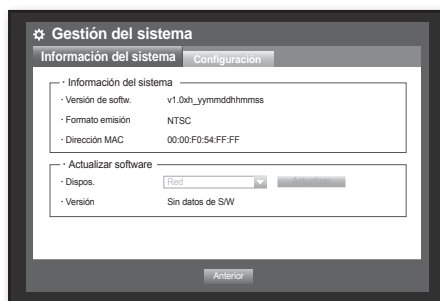 Gestión del sistema
Información del sistema Configuración
· Información del sistema
· Versión de softw. v1.0xh_yymmddhhmmss
· Formato emisión NTSC
· Dirección MAC 00:00:F0:54:FF:FF
· Actualizar software
· Dispos. Red Actualizar
· Versión Sin datos de S/W
Anterior